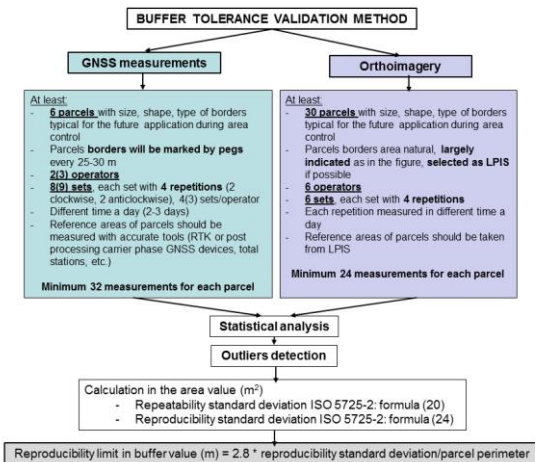 BUFFER TOLERANCE VALIDATION METHOD
GNSS measurements
At least:
- 6 parcels with size, shape, type of borders
typical for the future application during area
control
- Parcels borders will be marked by pegs
every 25-30 m
- 2(3) operators
- 8(9) sets, each set with 4 repetitions (2
clockwise, 2 anticlockwise), 4(3) sets/operator
- Different time a day (2-3 days)
- Reference areas of parcels should be
measured with accurate tools (RTK or post
processing carrier phase GNSS devices, total
stations, etc.)
Minimum 32 measurements for each parcel
Orthoimagery
At least:
- 30 parcels with size, shape, type of borders
typical for the future application during area
control
- Parcels borders area natural, largely
indicated as in the figure, selected as LPIS
if possible
- 6 operators
- 6 sets, each set with 4 repetitions
- Each repetition measured in different time a
day
- Reference areas of parcels should be taken
from LPIS
Minimum 24 measurements for each parcel
Statistical analysis
Outliers detection
Calculation in the area value (m²)
- Repeatability standard deviation ISO 5725-2: formula (20)
- Reproducibility standard deviation ISO 5725-2: formula (24)
Reproducibility limit in buffer value (m) = 2.8 * reproducibility standard deviation/parcel perimeter